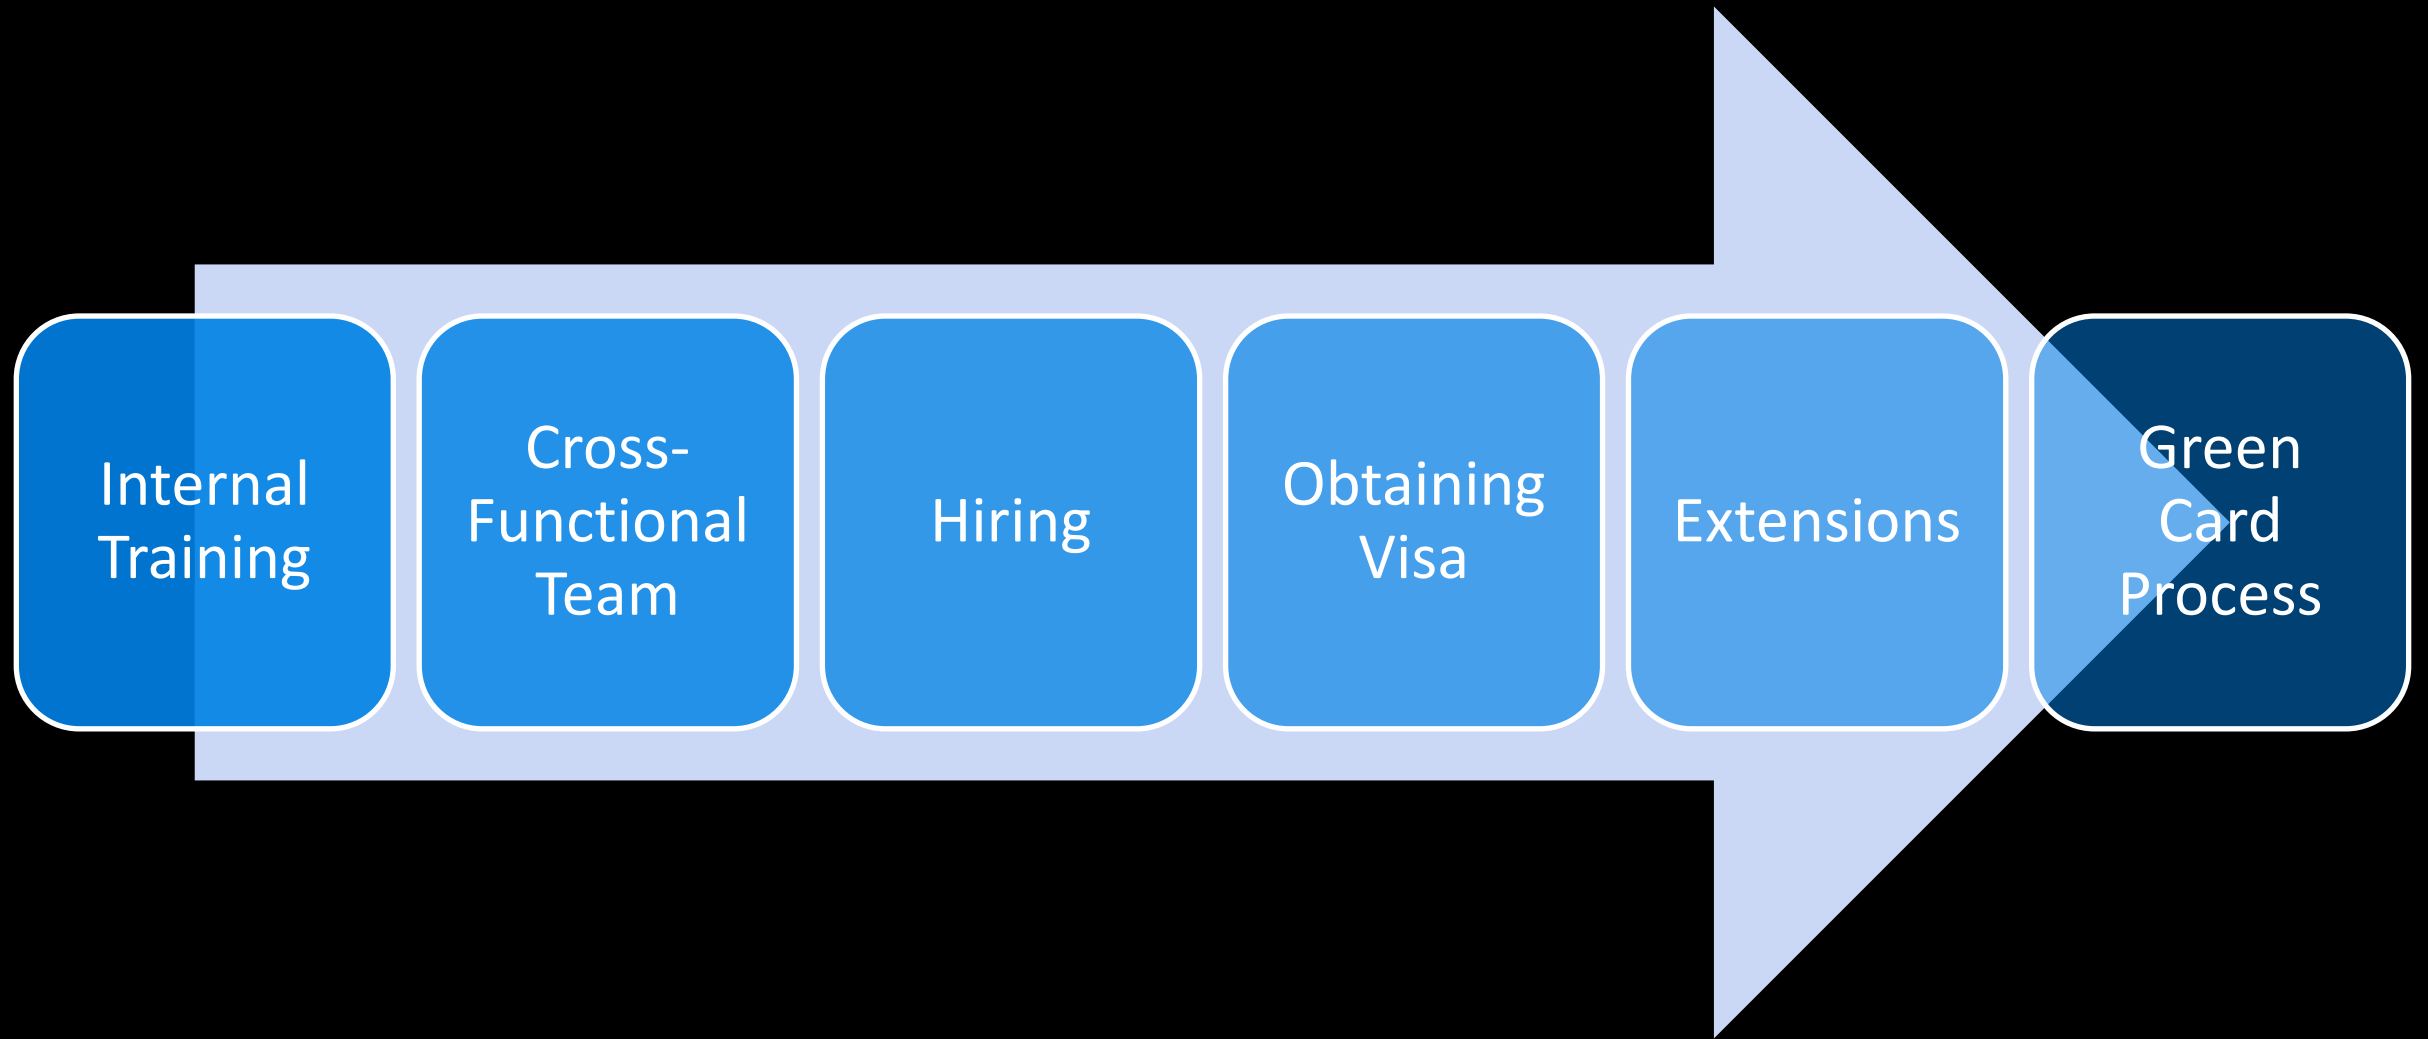 Internal
Training
Cross-
Functional
Team
Hiring
Obtaining
Visa
Extensions
Green
Card
Process